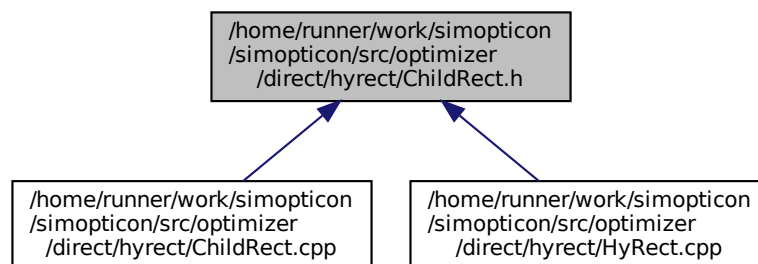 /home/runner/work/simopticon
/simopticon/src/optimizer
/direct/hyrect/ChildRect.h
/home/runner/work/simopticon
/simopticon/src/optimizer
/direct/hyrect/ChildRect.cpp
/home/runner/work/simopticon
/simopticon/src/optimizer
/direct/hyrect/HyRect.cpp